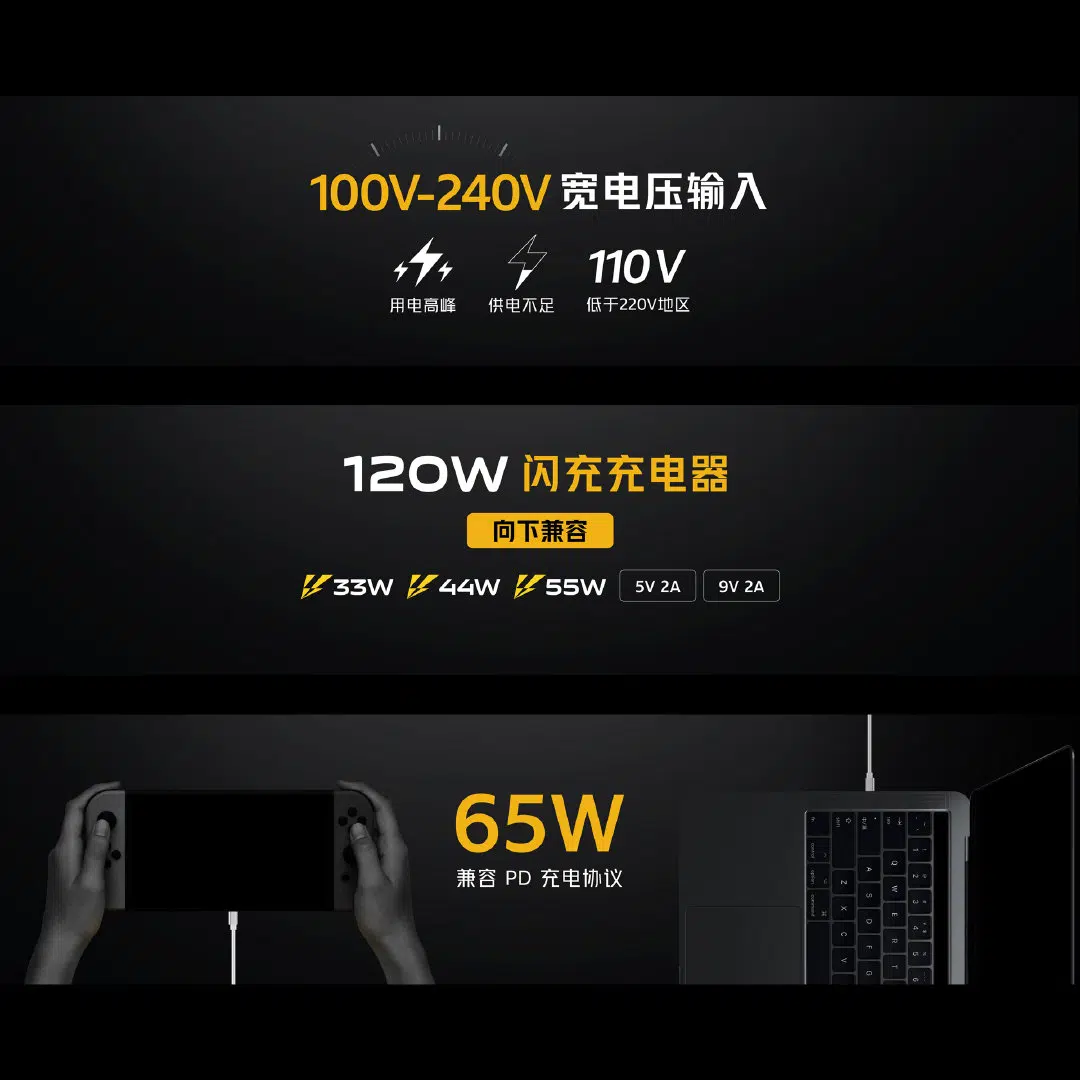 100V-240V 宽电压输入
110V
用电高峰 供电不足 低于220V地区
120W 闪充充电器
向下兼容
33W 44W 55W 5V 2A 9V 2A
65W
兼容 PD 充电协议